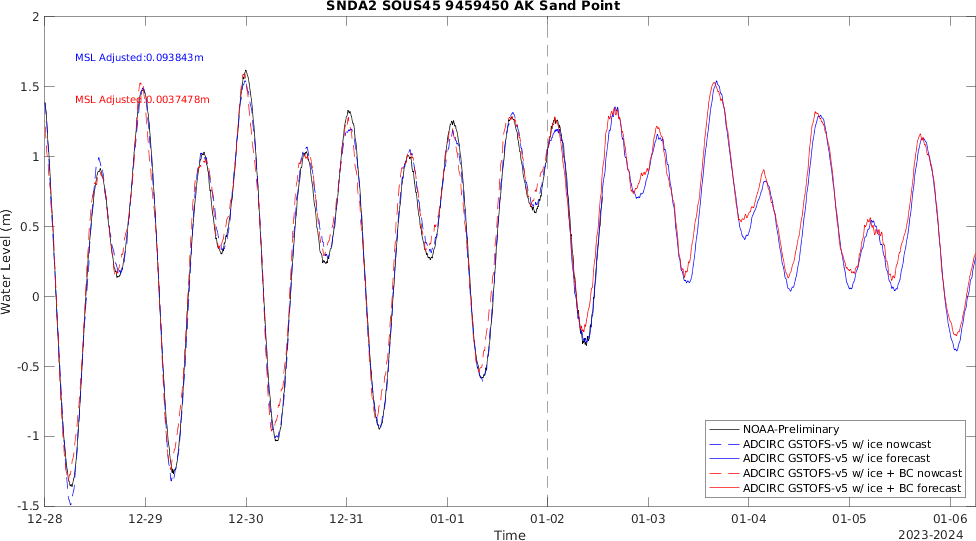 SNDA2 SOUS45 9459450 AK Sand Point
MSL Adjusted:0.093843m
MSL Adjusted:0.0037478m
Water Level (m)
2
1.5
1
0.5
0
-0.5
-1
-1.5
12-28 12-29 12-30 12-31 01-01 01-02 01-03 01-04 01-05 01-06
Time
2023-2024
NOAA-Preliminary
ADCIRC GSTOFS-v5 w/ ice nowcast
ADCIRC GSTOFS-v5 w/ ice forecast
ADCIRC GSTOFS-v5 w/ ice + BC nowcast
ADCIRC GSTOFS-v5 w/ ice + BC forecast